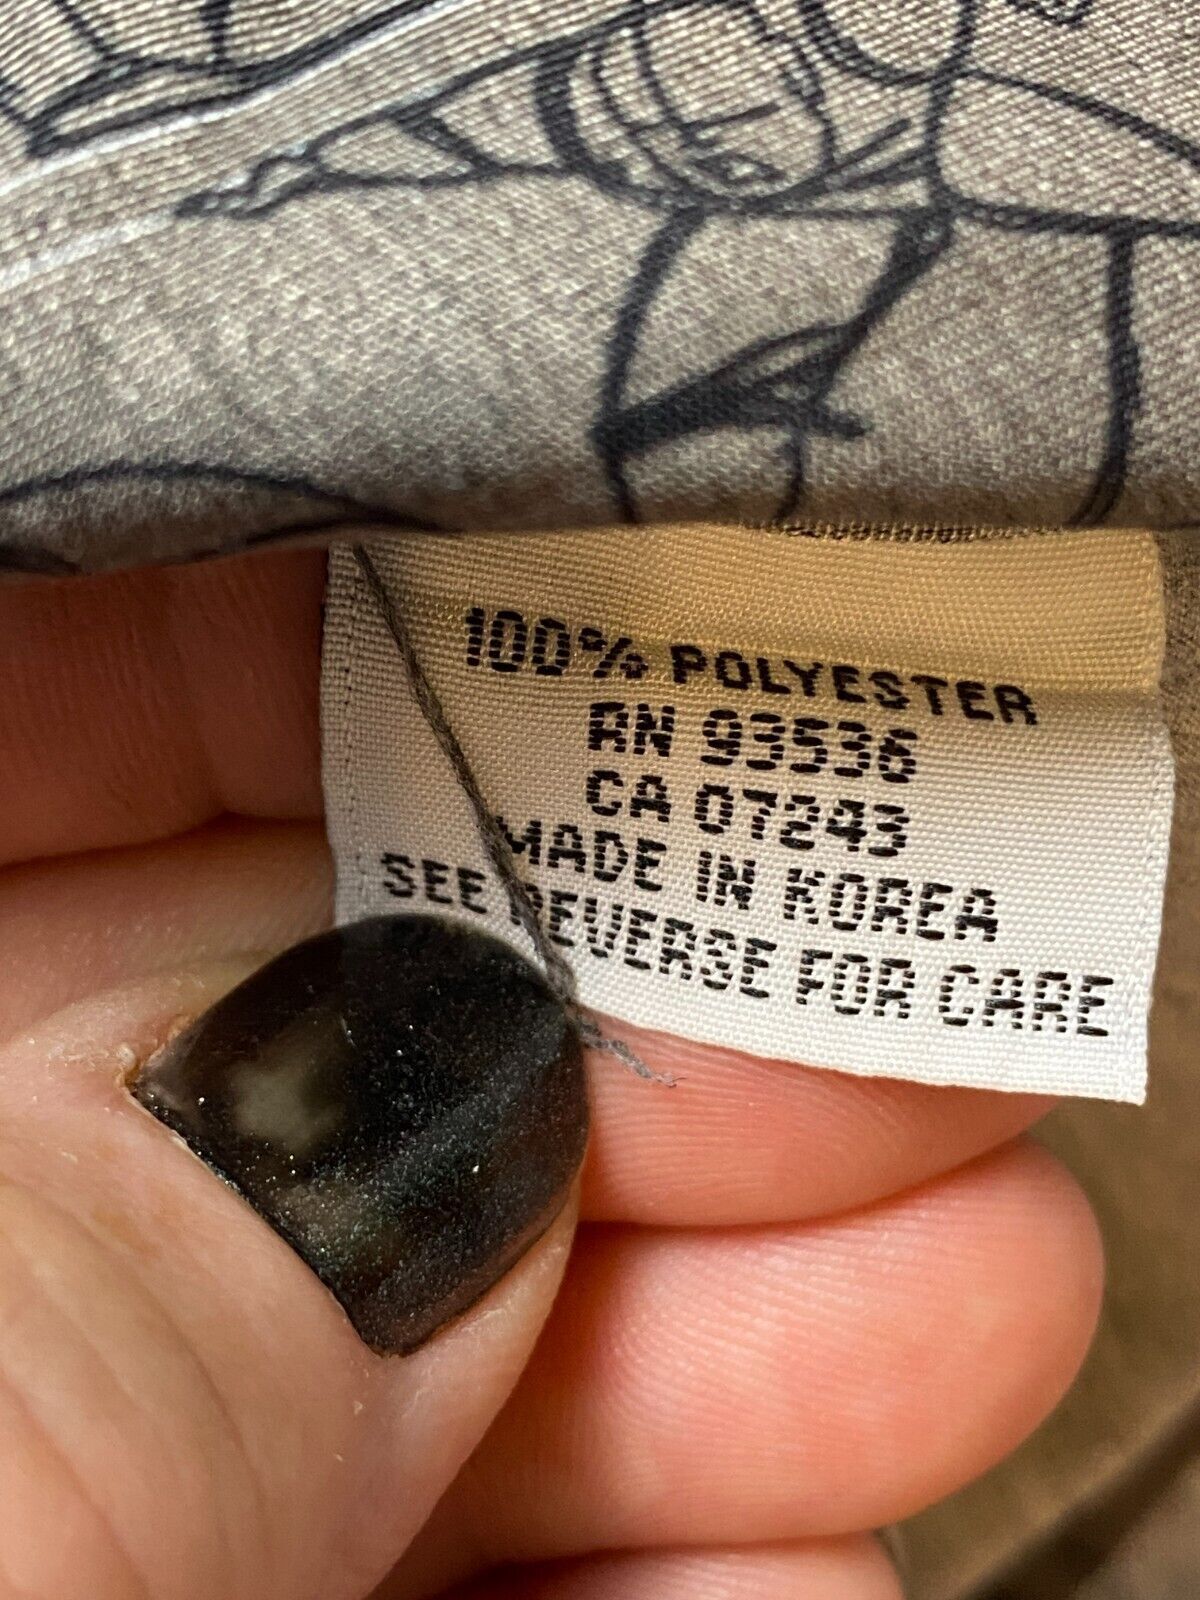 100% POLYESTER
RN 93536
CA 07243
MADE IN KOREA
SEE REVERSE FOR CARE